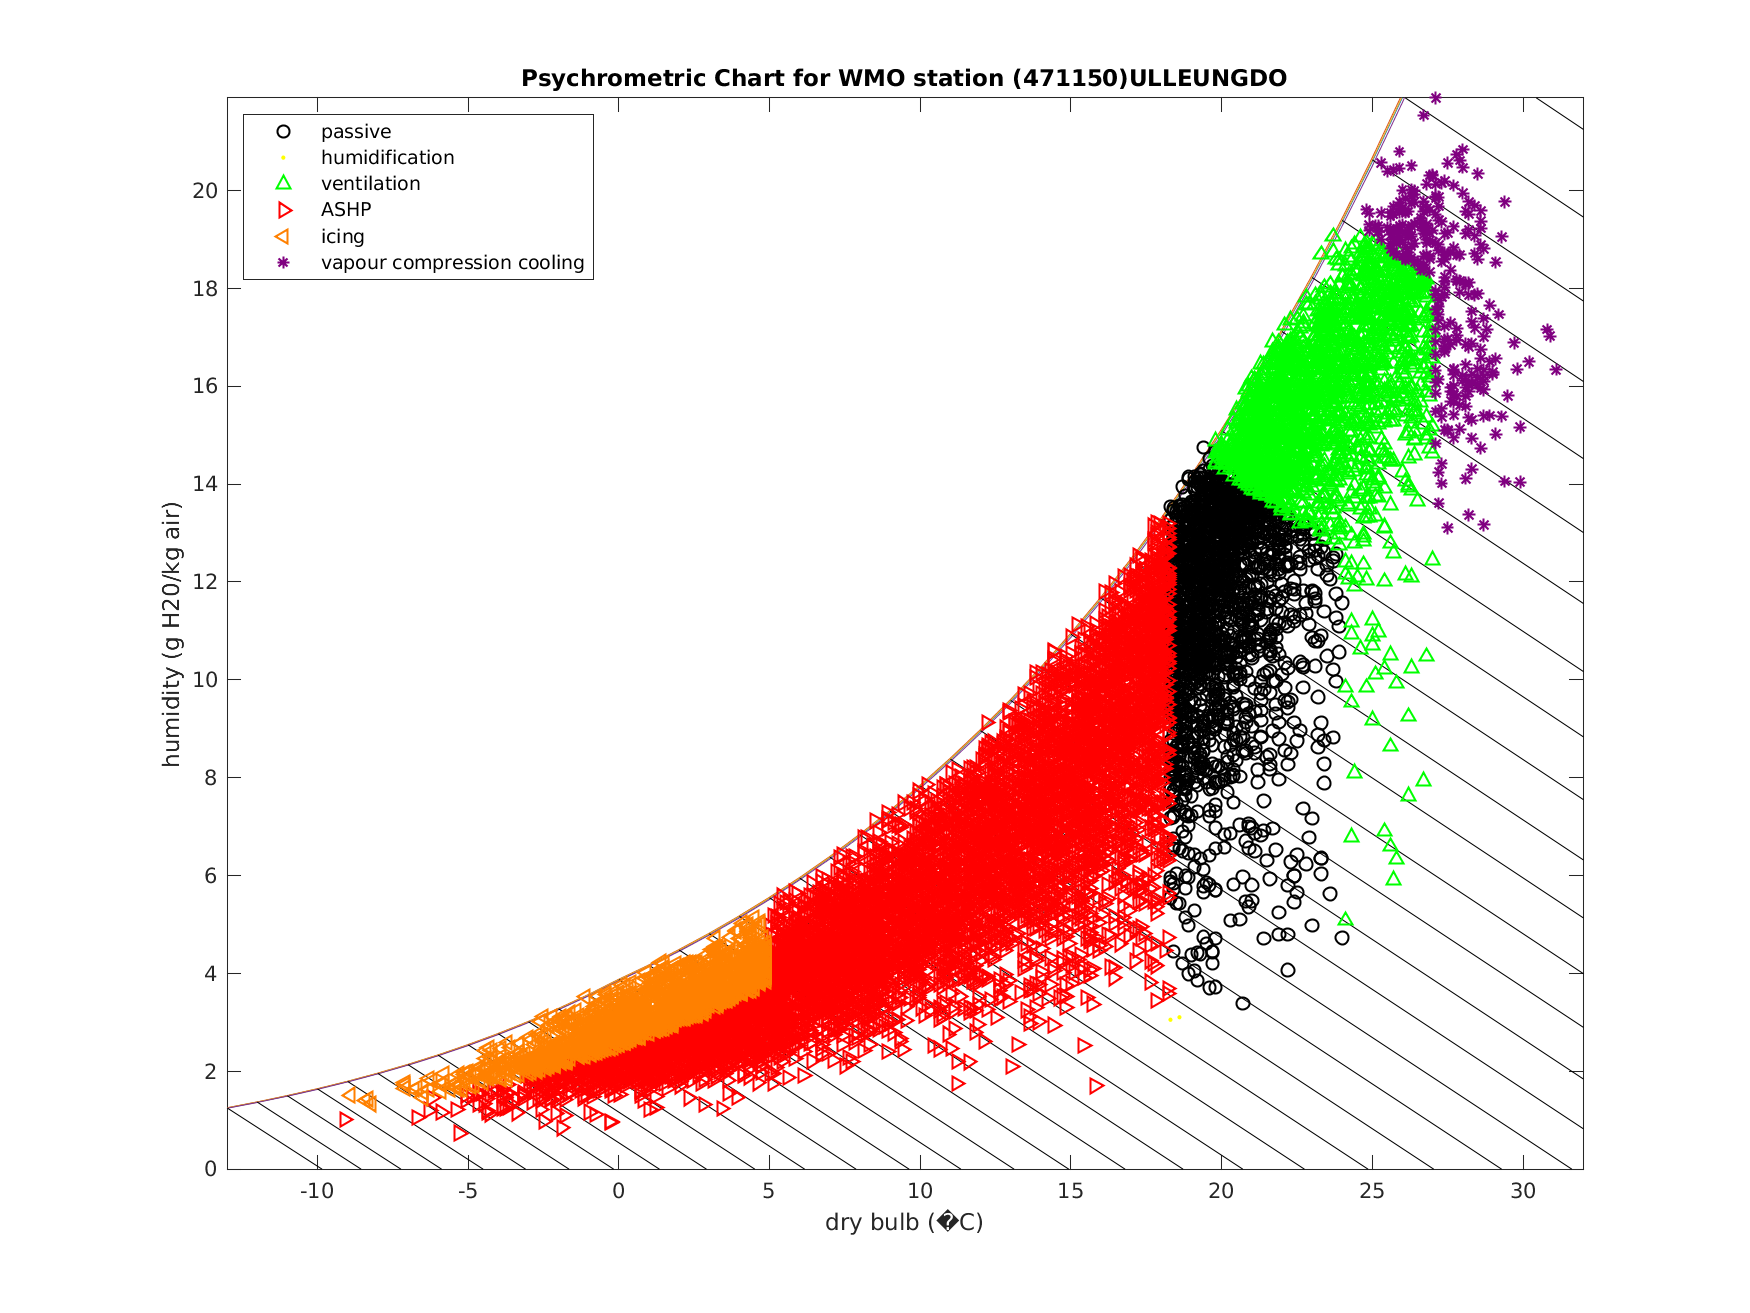 Psychrometric Chart for WMO station (471150)ULLEUNGDO
passive
humidification
ventilation
ASHP
icing
vapour compression cooling
humidity (g H20/kg air)
20
18
16
14
12
10
8
6
4
2
0
-10 -5 0 5 10 15 20 25 30
dry bulb (�C)